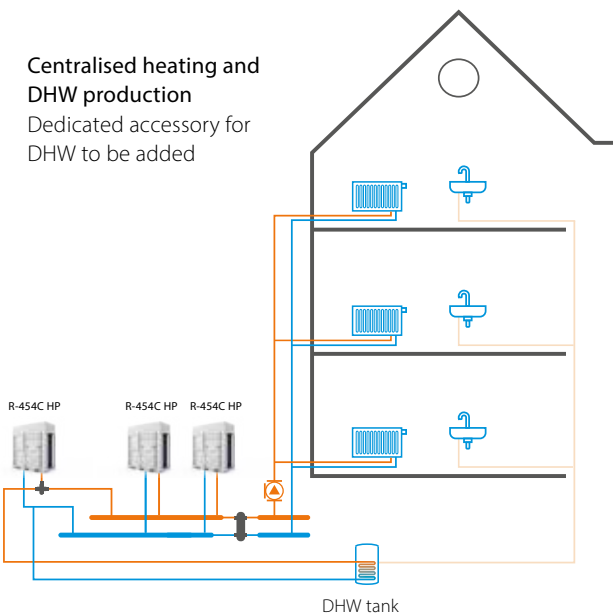 Centralised heating and
DHW production
Dedicated accessory for
DHW to be added
R-454C HP
R-454C HP
R-454C HP
DHW tank